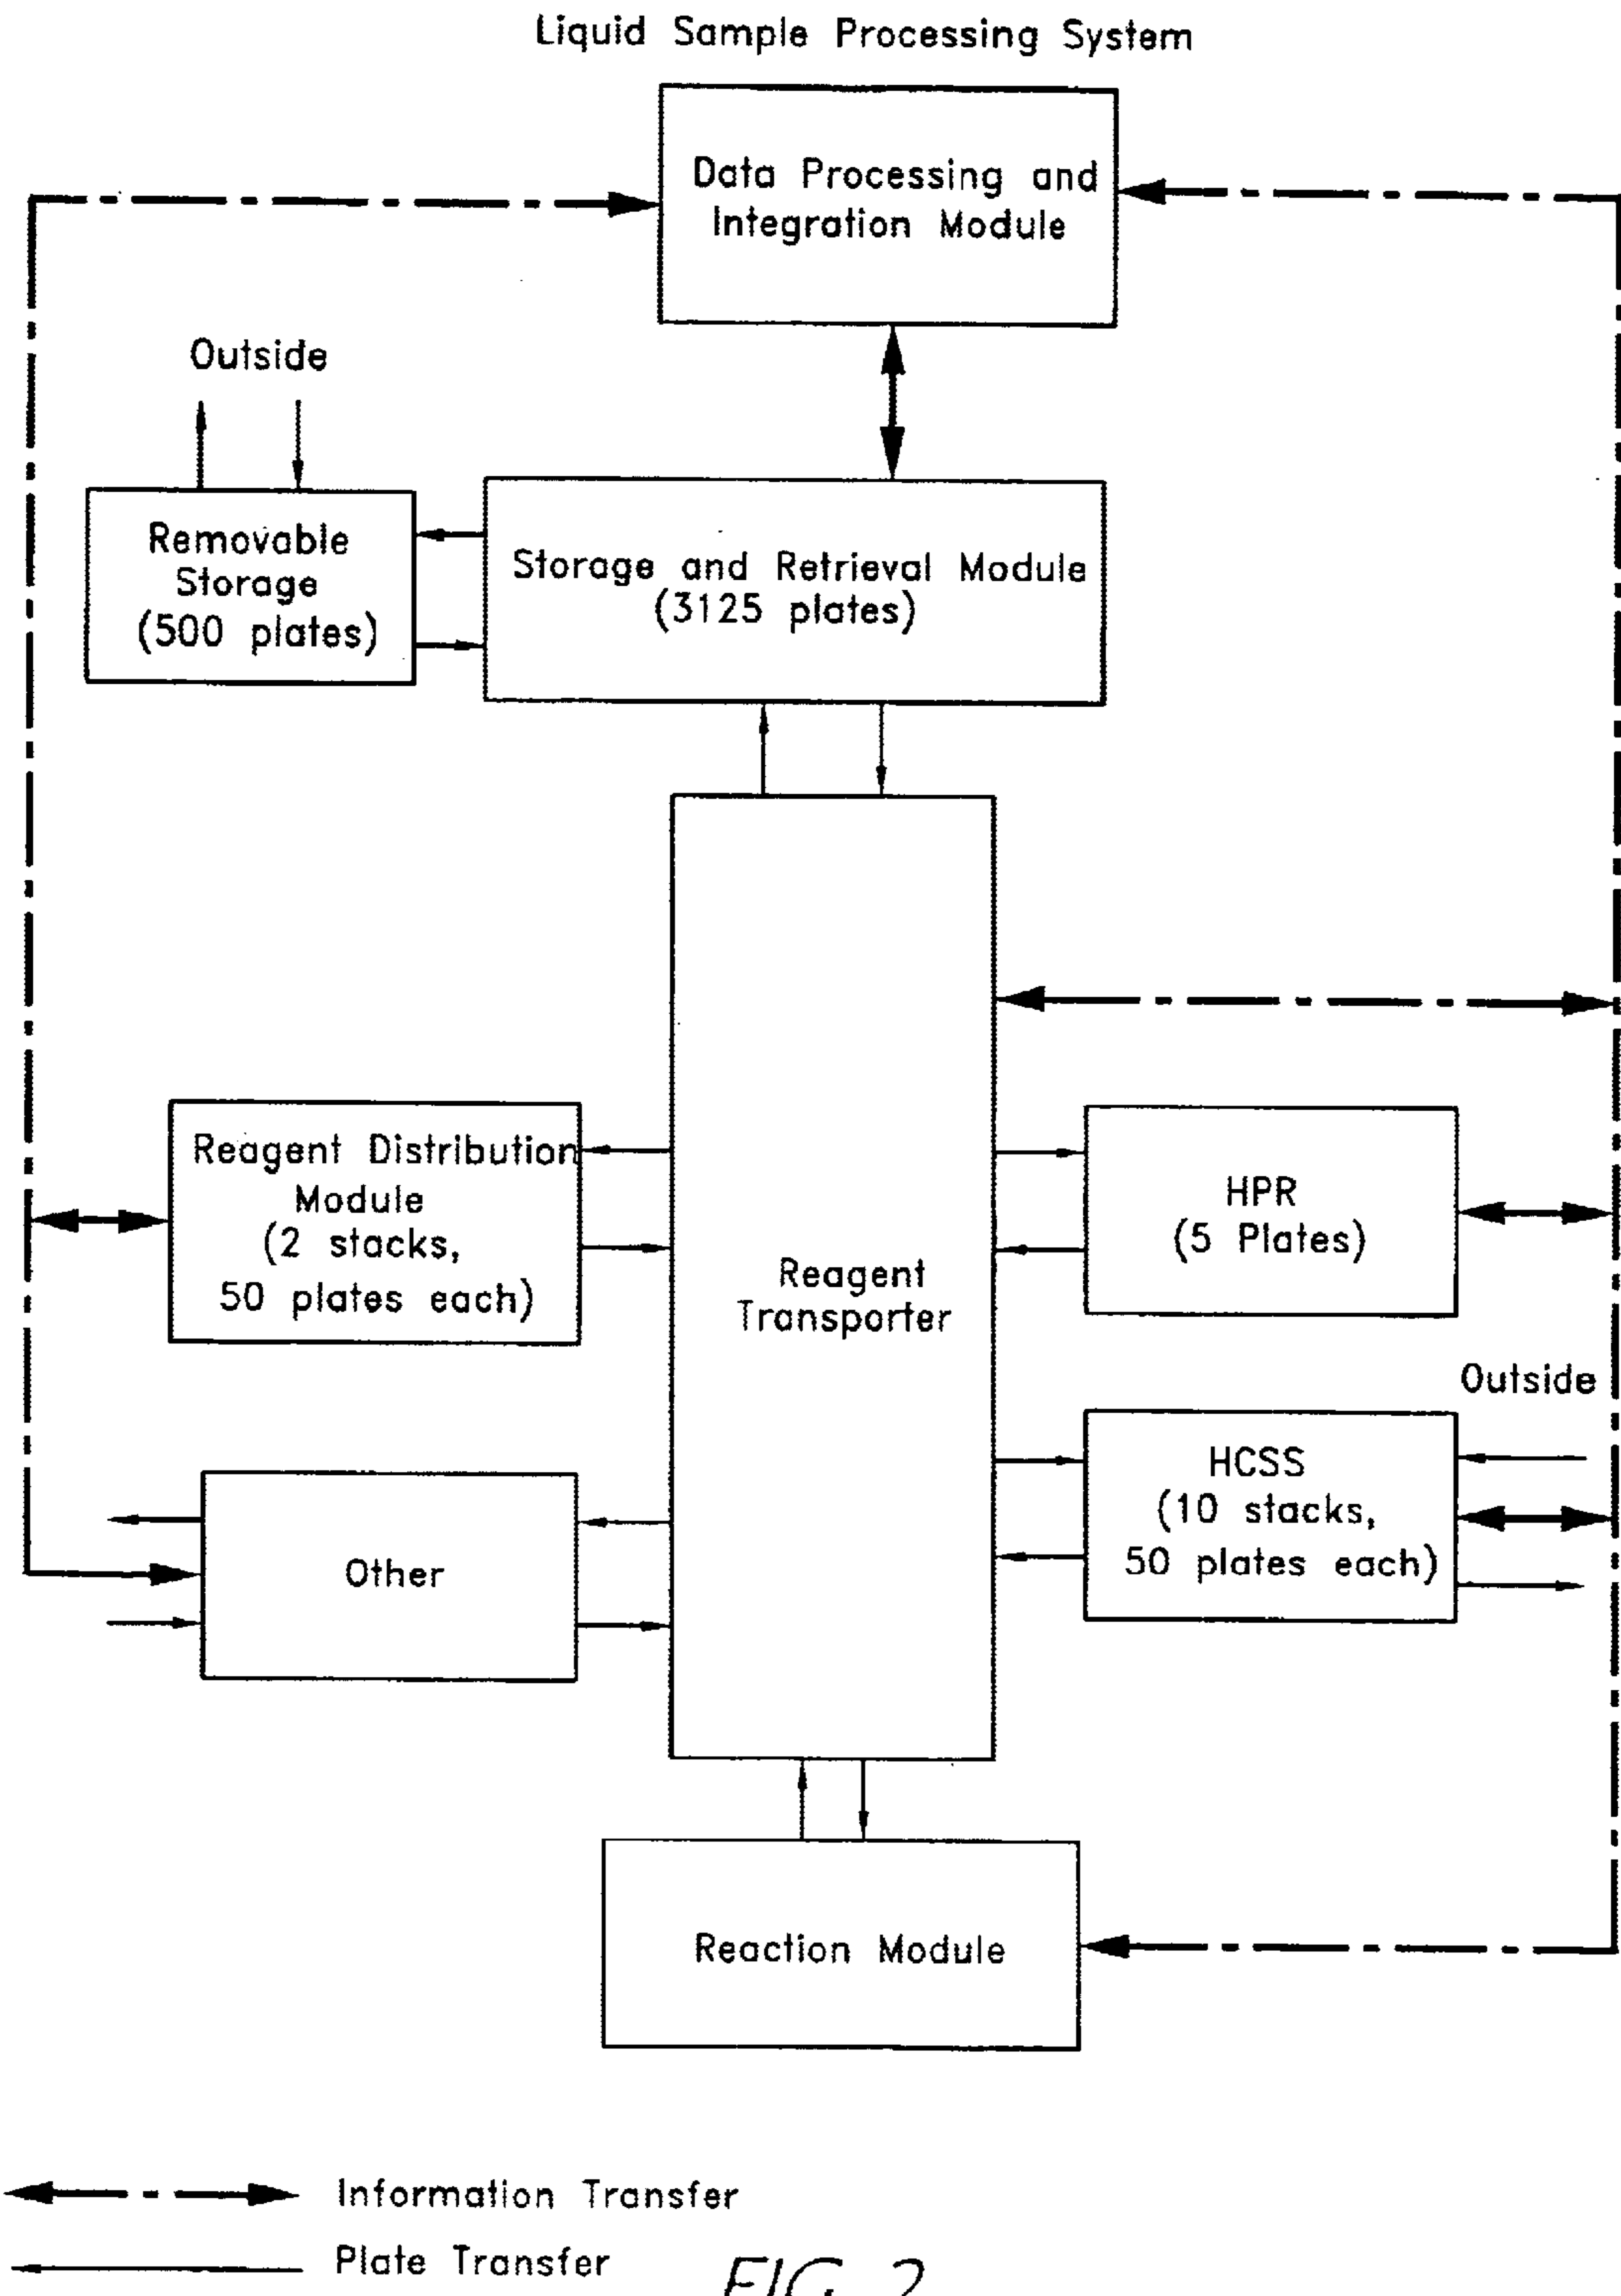 Liquid Sample Processing System
Data Processing and
Integration Module
Outside
Removable
Storage
(500 plates)
Storage and Retrieval Module
(3125 plates)
Reagent Distribution
Module
(2 stacks,
50 plates each)
Reagent
Transporter
HPR
(5 Plates)
Outside
HCSS
(10 stacks,
50 plates each)
Other
Reaction Module
Information Transfer
Plate Transfer
FIG. 2